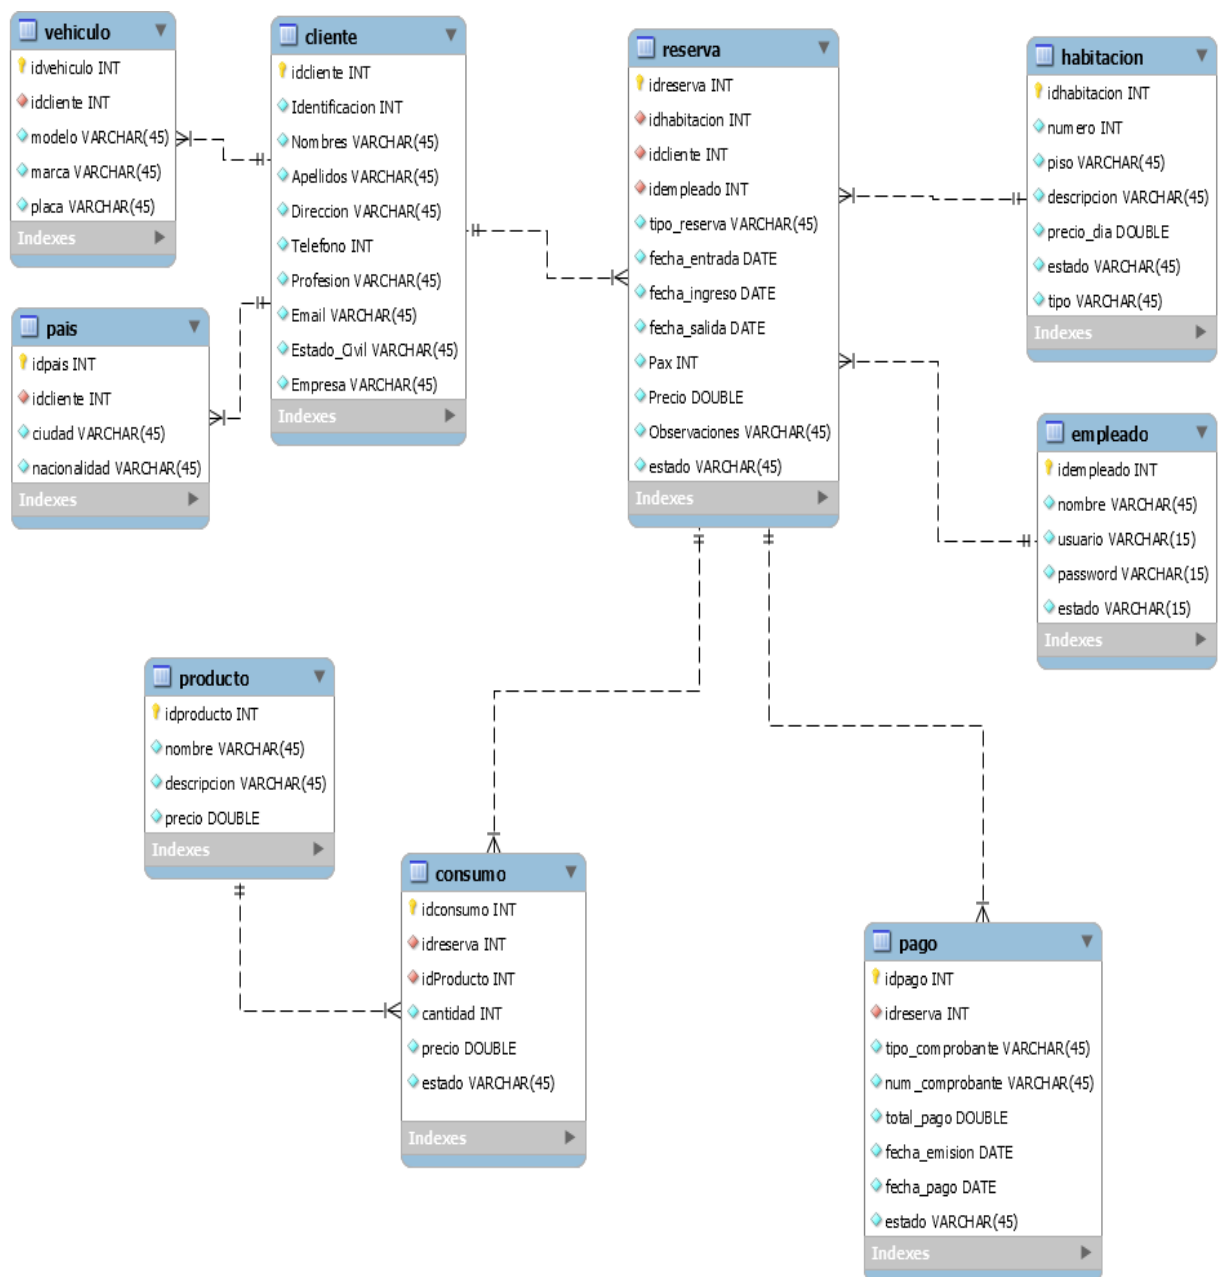 vehiculo
idvehiculo INT
idcliente INT
modelo VARCHAR(45)
marca VARCHAR(45)
placa VARCHAR(45)
Indexes
cliente
idcliente INT
Identificacion INT
Nombres VARCHAR(45)
Apellidos VARCHAR(45)
Direccion VARCHAR(45)
Telefono INT
Profesion VARCHAR(45)
Email VARCHAR(45)
Estado_Civil VARCHAR(45)
Empresa VARCHAR(45)
Indexes
reserva
idreserva INT
idhabitacion INT
idcliente INT
idempleado INT
tipo_reserva VARCHAR(45)
fecha_entrada DATE
fecha_ingreso DATE
fecha_salida DATE
Pax INT
Precio DOUBLE
Observaciones VARCHAR(45)
estado VARCHAR(45)
Indexes
habitacion
idhabitacion INT
numero INT
piso VARCHAR(45)
descripcion VARCHAR(45)
precio_dia DOUBLE
estado VARCHAR(45)
tipo VARCHAR(45)
Indexes
pais
idpais INT
idcliente INT
ciudad VARCHAR(45)
nacionalidad VARCHAR(45)
Indexes
empleado
idempleado INT
nombre VARCHAR(45)
usuario VARCHAR(15)
password VARCHAR(15)
estado VARCHAR(15)
Indexes
producto
idproducto INT
nombre VARCHAR(45)
descripcion VARCHAR(45)
precio DOUBLE
Indexes
consumo
idconsumo INT
idreserva INT
idProducto INT
cantidad INT
precio DOUBLE
estado VARCHAR(45)
Indexes
pago
idpago INT
idreserva INT
tipo_comprobante VARCHAR(45)
num_comprobante VARCHAR(45)
total_pago DOUBLE
fecha_emision DATE
fecha_pago DATE
estado VARCHAR(45)
Indexes